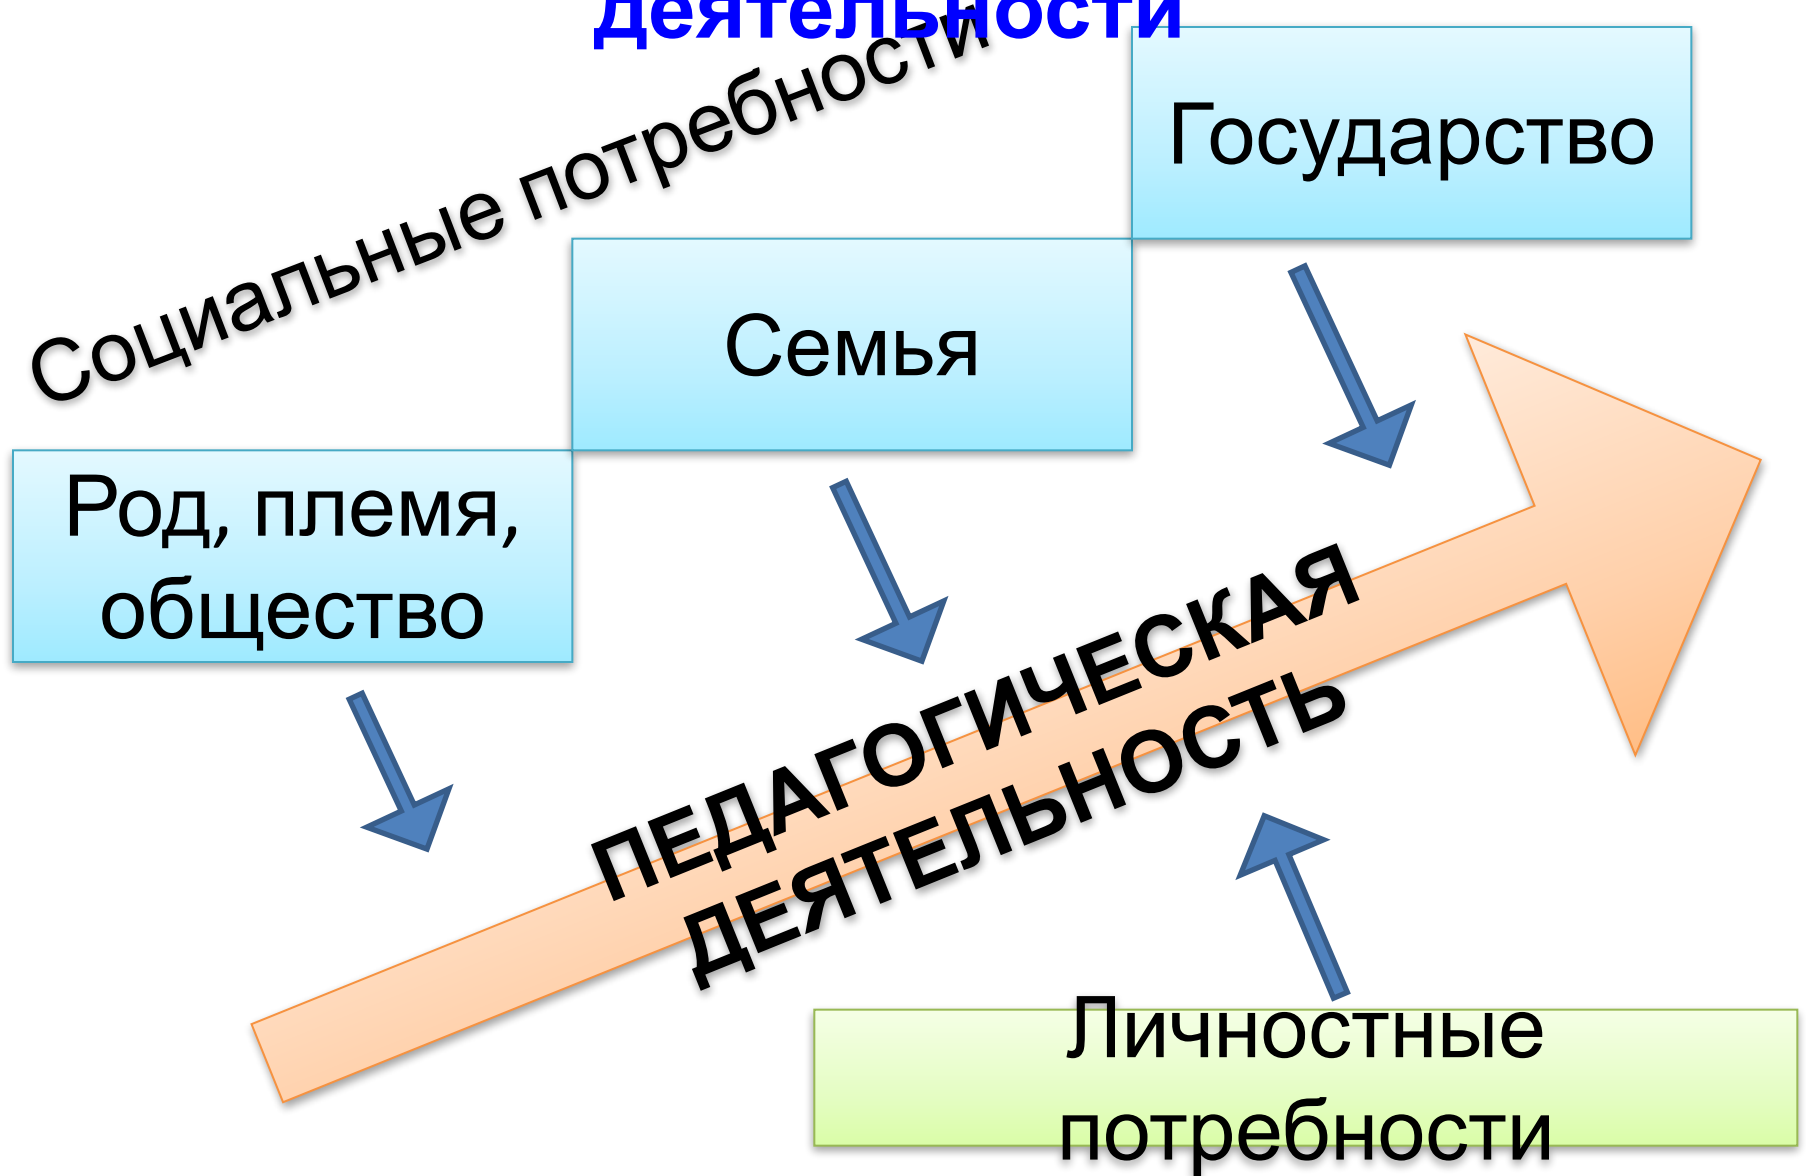 деятельности
Социальные потребности
Государство
Семья
Род, племя,
общество
ПЕДАГОГИЧЕСКАЯ
ДЕЯТЕЛЬНОСТЬ
Личностные
потребности